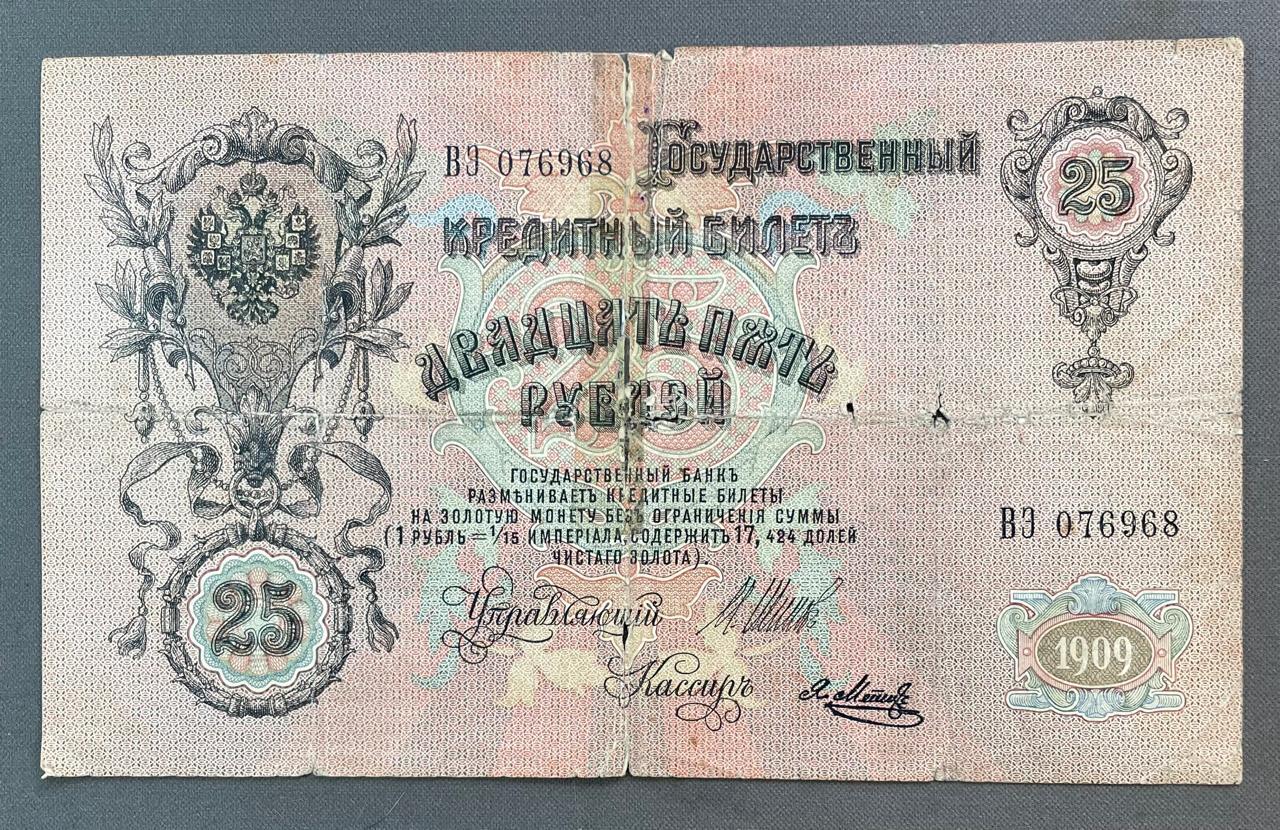 ВЭ 076968 Государственный
кредитный билетъ
25
двадцать пять
рублей
25
государственный банкъ
размѣниваетъ кредитные билеты
на золотую монету безъ ограниченія суммы
(1 рубль = 1/15 имперіала, содержитъ 17, 424 долей
чистаго золота).
ВЭ 076968
25
Управляющій
Кассиръ
1909